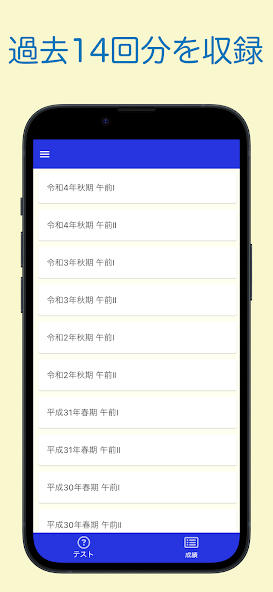 過去14回分を収録
令和4年秋期 午前I
令和4年秋期 午前II
令和3年秋期 午前I
令和3年秋期 午前II
令和2年秋期 午前I
令和2年秋期 午前II
平成31年春期 午前I
平成31年春期 午前II
平成30年春期 午前I
平成30年春期 午前II
テスト
成績